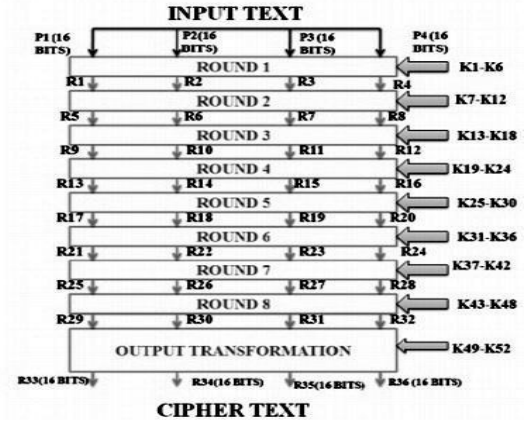 INPUT TEXT
P1 (16 BITS) P2(16 BITS) P3 (16 BITS) P4 (16 BITS)
ROUND 1 K1-K6
R1 R2 R3 R4
ROUND 2 K7-K12
R5 R6 R7 R8
ROUND 3 K13-K18
R9 R10 R11 R12
ROUND 4 K19-K24
R13 R14 R15 R16
ROUND 5 K25-K30
R17 R18 R19 R20
ROUND 6 K31-K36
R21 R22 R23 R24
ROUND 7 K37-K42
R25 R26 R27 R28
ROUND 8 K43-K48
R29 R30 R31 R32
OUTPUT TRANSFORMATION K49-K52
R33(16 BITS) R34(16 BITS) R35(16 BITS) R36 (16 BITS)
CIPHER TEXT